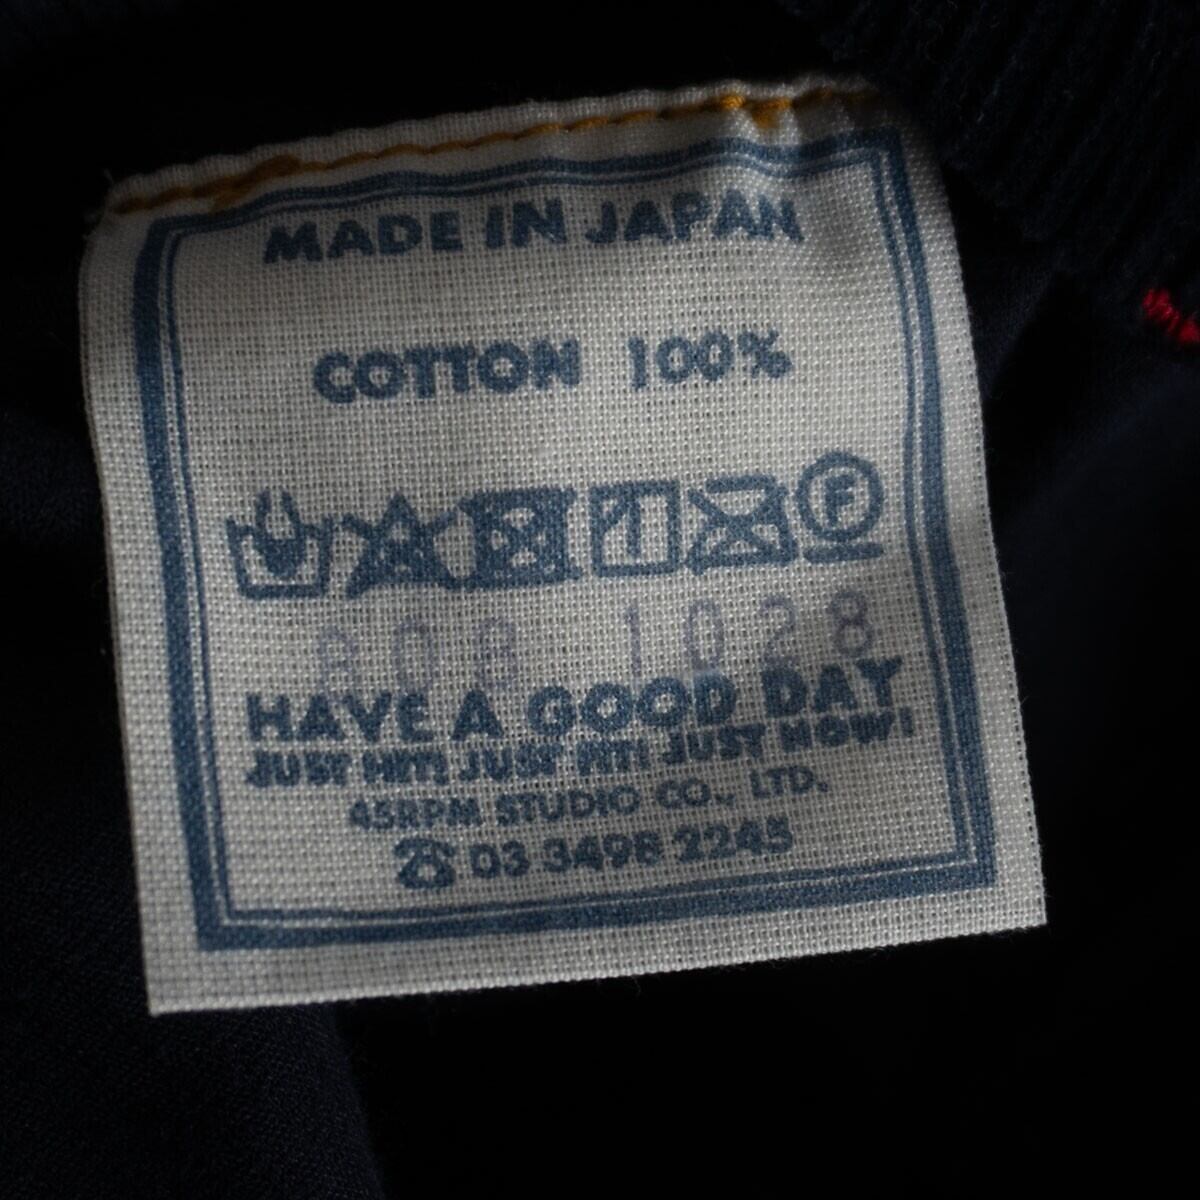 MADE IN JAPAN
COTTON 100%
F
808 1028
HAVE A GOOD DAY
JUST HIT! JUST FIT! JUST NOW!
45RPM STUDIO CO., LTD.
☎ 03 3498 2245